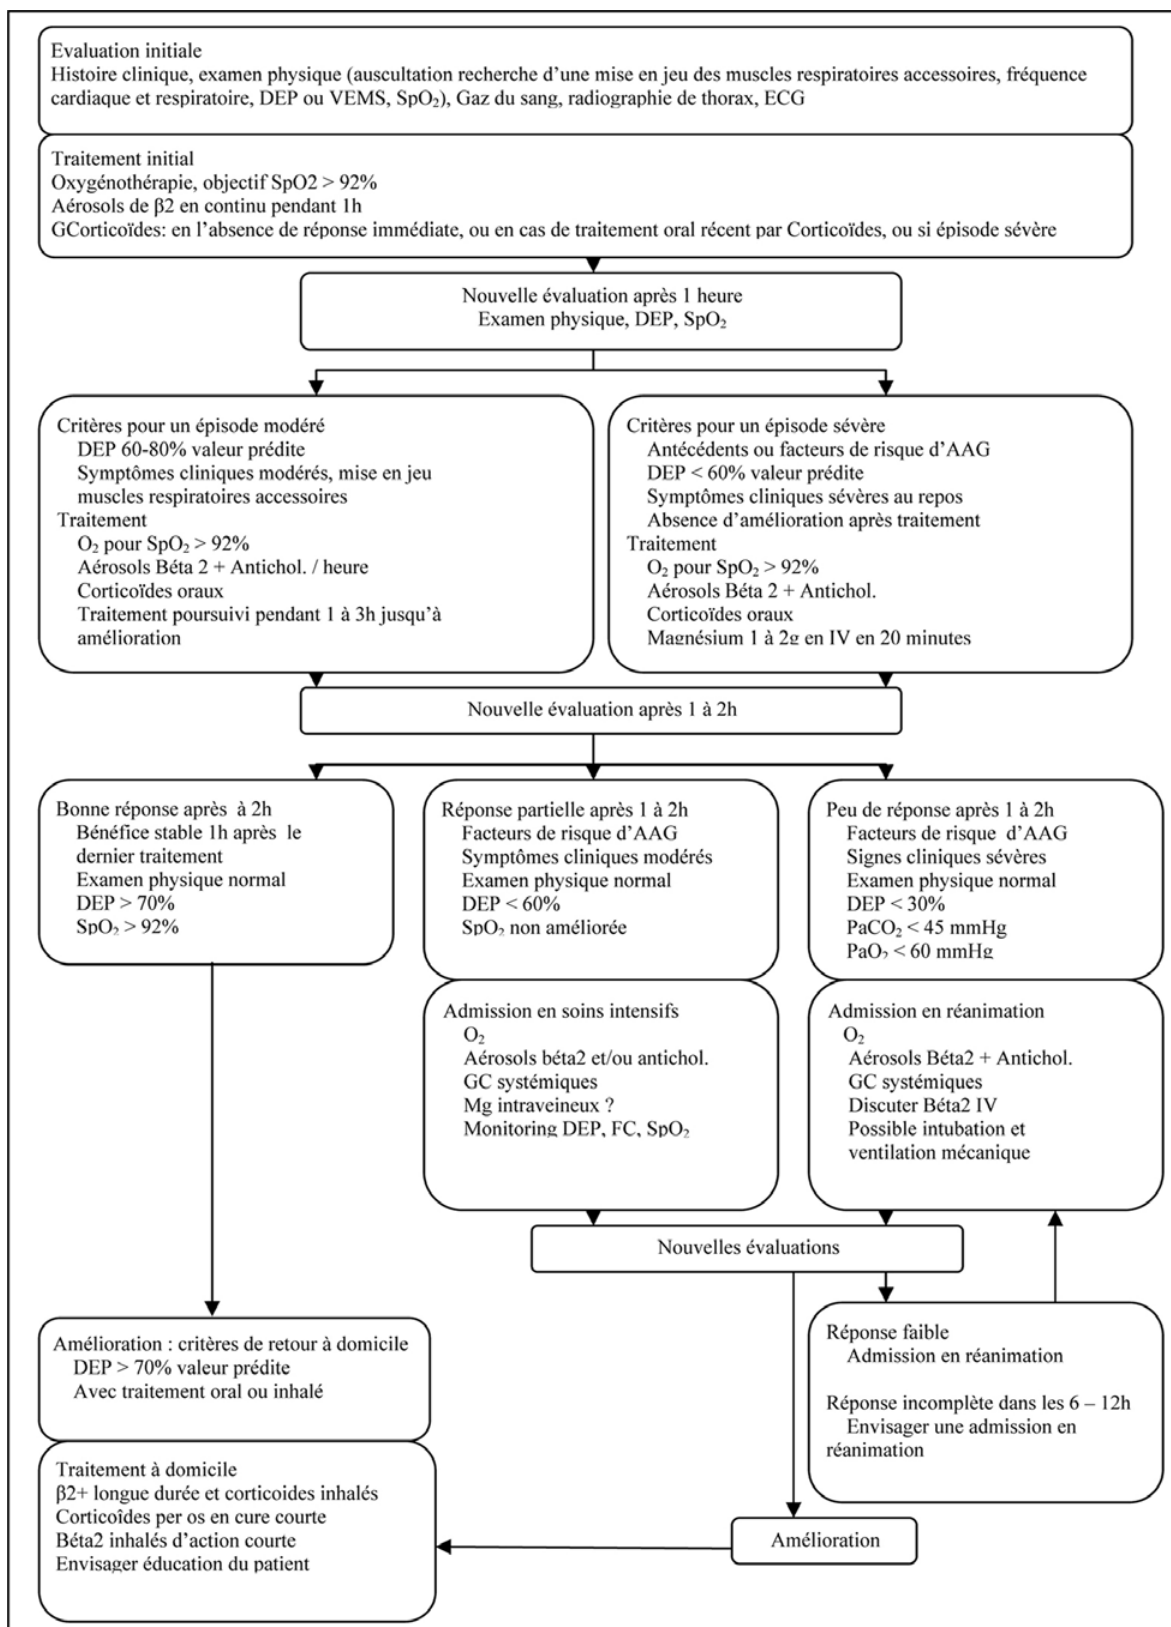 Evaluation initiale
Histoire clinique, examen physique (auscultation recherche d'une mise en jeu des muscles respiratoires accessoires, fréquence
cardiaque et respiratoire, DEP ou VEMS, SpO₂), Gaz du sang, radiographie de thorax, ECG
Traitement initial
Oxygénothérapie, objectif SpO2 > 92%
Aérosols de β2 en continu pendant 1h
GCorticoïdes: en l'absence de réponse immédiate, ou en cas de traitement oral récent par Corticoïdes, ou si épisode sévère
Nouvelle évaluation après 1 heure
Examen physique, DEP, SpO₂
Critères pour un épisode modéré
DEP 60-80% valeur prédite
Symptômes cliniques modérés, mise en jeu
muscles respiratoires accessoires
Traitement
O₂ pour SpO₂ > 92%
Aérosols Béta 2 + Antichol. / heure
Corticoïdes oraux
Traitement poursuivi pendant 1 à 3h jusqu'à
amélioration
Critères pour un épisode sévère
Antécédents ou facteurs de risque d'AAG
DEP < 60% valeur prédite
Symptômes cliniques sévères au repos
Absence d'amélioration après traitement
Traitement
O₂ pour SpO₂ > 92%
Aérosols Béta 2 + Antichol.
Corticoïdes oraux
Magnésium 1 à 2g en IV en 20 minutes
Nouvelle évaluation après 1 à 2h
Bonne réponse après à 2h
Bénéfice stable 1h après le
dernier traitement
Examen physique normal
DEP > 70%
SpO₂ > 92%
Réponse partielle après 1 à 2h
Facteurs de risque d'AAG
Symptômes cliniques modérés
Examen physique normal
DEP < 60%
SpO₂ non améliorée
Peu de réponse après 1 à 2h
Facteurs de risque d'AAG
Signes cliniques sévères
Examen physique normal
DEP < 30%
PaCO₂ < 45 mmHg
PaO₂ < 60 mmHg
Admission en soins intensifs
O₂
Aérosols béta2 et/ou antichol.
GC systémiques
Mg intraveineux ?
Monitoring DEP, FC, SpO₂
Admission en réanimation
O₂
Aérosols Béta2 + Antichol.
GC systémiques
Discuter Béta2 IV
Possible intubation et
ventilation mécanique
Nouvelles évaluations
Amélioration : critères de retour à domicile
DEP > 70% valeur prédite
Avec traitement oral ou inhalé
Réponse faible
Admission en réanimation
Réponse incomplète dans les 6 – 12h
Envisager une admission en
réanimation
Traitement à domicile
β2+ longue durée et corticoides inhalés
Corticoîdes per os en cure courte
Béta2 inhalés d'action courte
Envisager éducation du patient
Amélioration